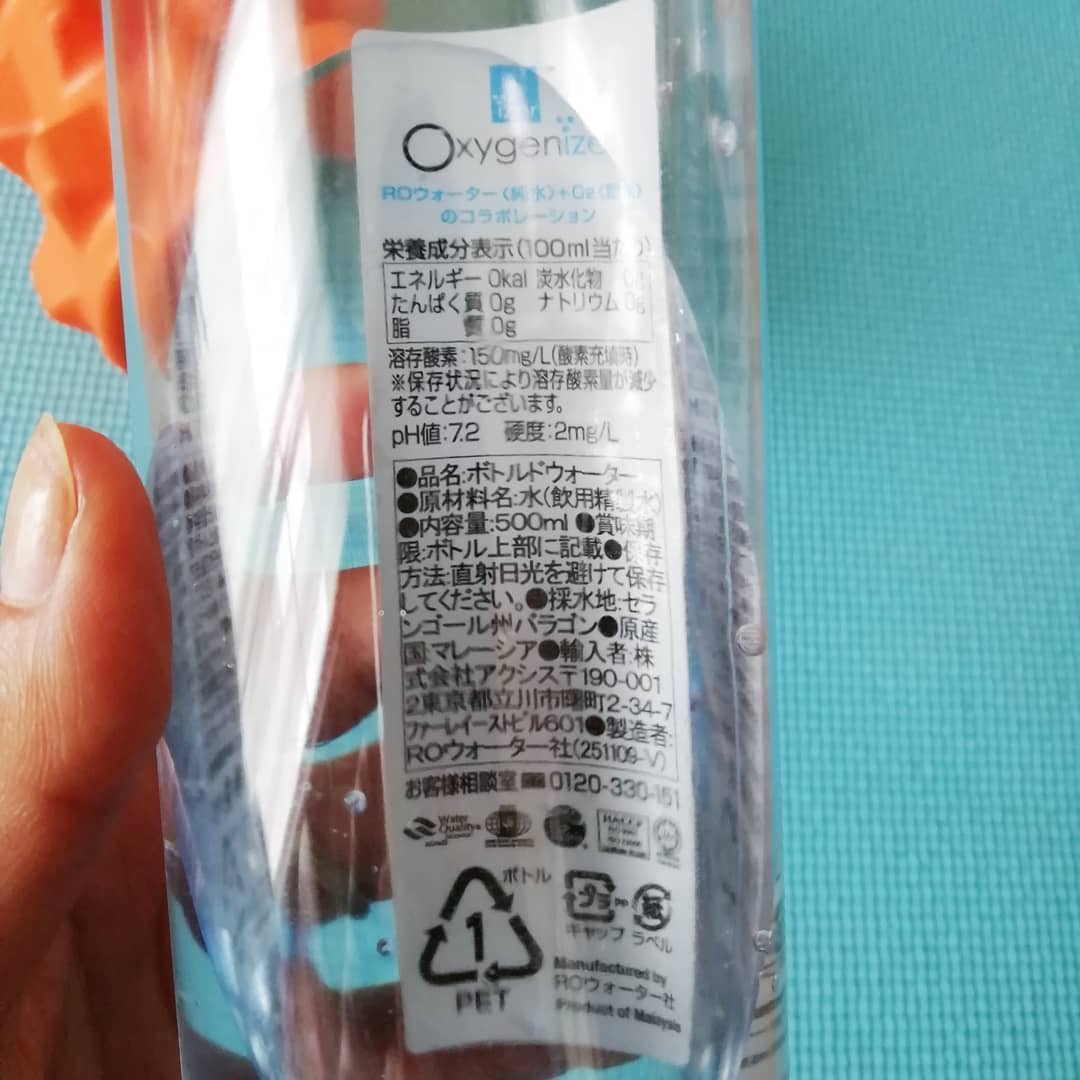 Oxygenize
ROウォーター〈純水〉+O2〈酸素〉
のコラボレーション
栄養成分表示(100ml当たり)
エネルギー 0kal 炭水化物 0g
たんぱく質 0g ナトリウム 0g
脂 質 0g
溶存酸素:150mg/L(酸素充填時)
※保存状況により溶存酸素量が減少
することがございます。
pH値:7.2 硬度:2mg/L
●品名:ボトルドウォーター
●原材料名:水(飲用精製水)
●内容量:500ml ●賞味期
限:ボトル上部に記載●保存
方法:直射日光を避けて保存
してください。●採水地:セラ
ンゴール州バラゴン●原産
国マレーシア●輸入者:株
式会社アクシス〒190-001
2東京都立川市曙町2-34-7
ファーレイーストビル601●製造者:
ROウォーター社(251109-V)
お客様相談室 0120-330-151
Water
Quality
HACCP
ボトル
1
PET
プラ
PP
紙
キャップ ラベル
Manufactured by
ROウォーター社
Product of Malaysia